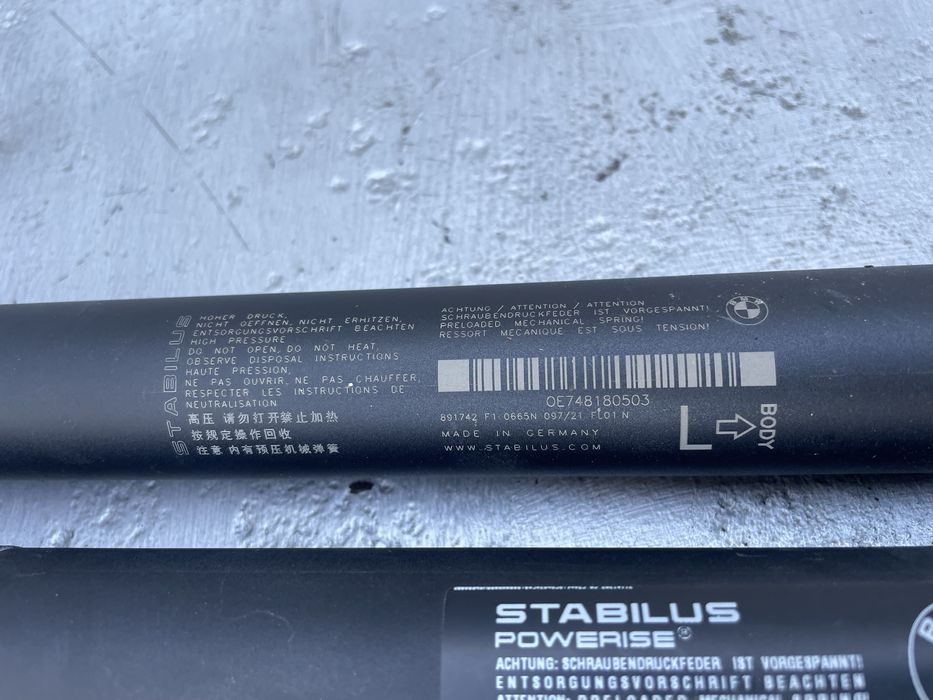 STABILUS
HOHER DRUCK,
NICHT OEFFNEN, NICHT ERHITZEN,
ENTSORGUNGSVORSCHRIFT BEACHTEN
HIGH PRESSURE
DO NOT OPEN, DO NOT HEAT,
OBSERVE DISPOSAL INSTRUCTIONS
HAUTE PRESSION,
NE PAS OUVRIR, NE PAS CHAUFFER,
RESPECTER LES INSTRUCTIONS DE
NEUTRALISATION
高压 请勿打开禁止加热
按规定操作回收
注意 内有预压机械弹簧
ACHTUNG / ATTENTION / ATTENTION
SCHRAUBENDRUCKFEDER IST VORGESPANNT!
PRELOADED MECHANICAL SPRING!
RESSORT MECANIQUE EST SOUS TENSION!
BMW
0E748180503
891742 F1:0665N 097/21 FL01 N
MADE IN GERMANY
WWW.STABILUS.COM
L
BODY
STABILUS
POWERISE®
ACHTUNG: SCHRAUBENDRUCKFEDER IST VORGESPANNT!
ENTSORGUNGSVORSCHRIFT BEACHTEN
ATTENTION: PRELOADED MECHANICAL SPRING